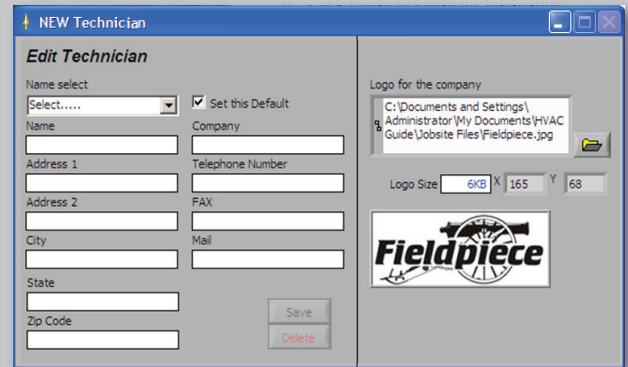 NEW Technician
Edit Technician
Name select
Select.....
Set this Default
Name
Company
Address 1
Telephone Number
Address 2
FAX
City
Mail
State
Zip Code
Save
Delete
Logo for the company
C:\Documents and Settings\
Administrator\My Documents\HVAC
Guide\Jobsite Files\Fieldpiece.jpg
Logo Size 6KB X 165 Y 68
Fieldpiece